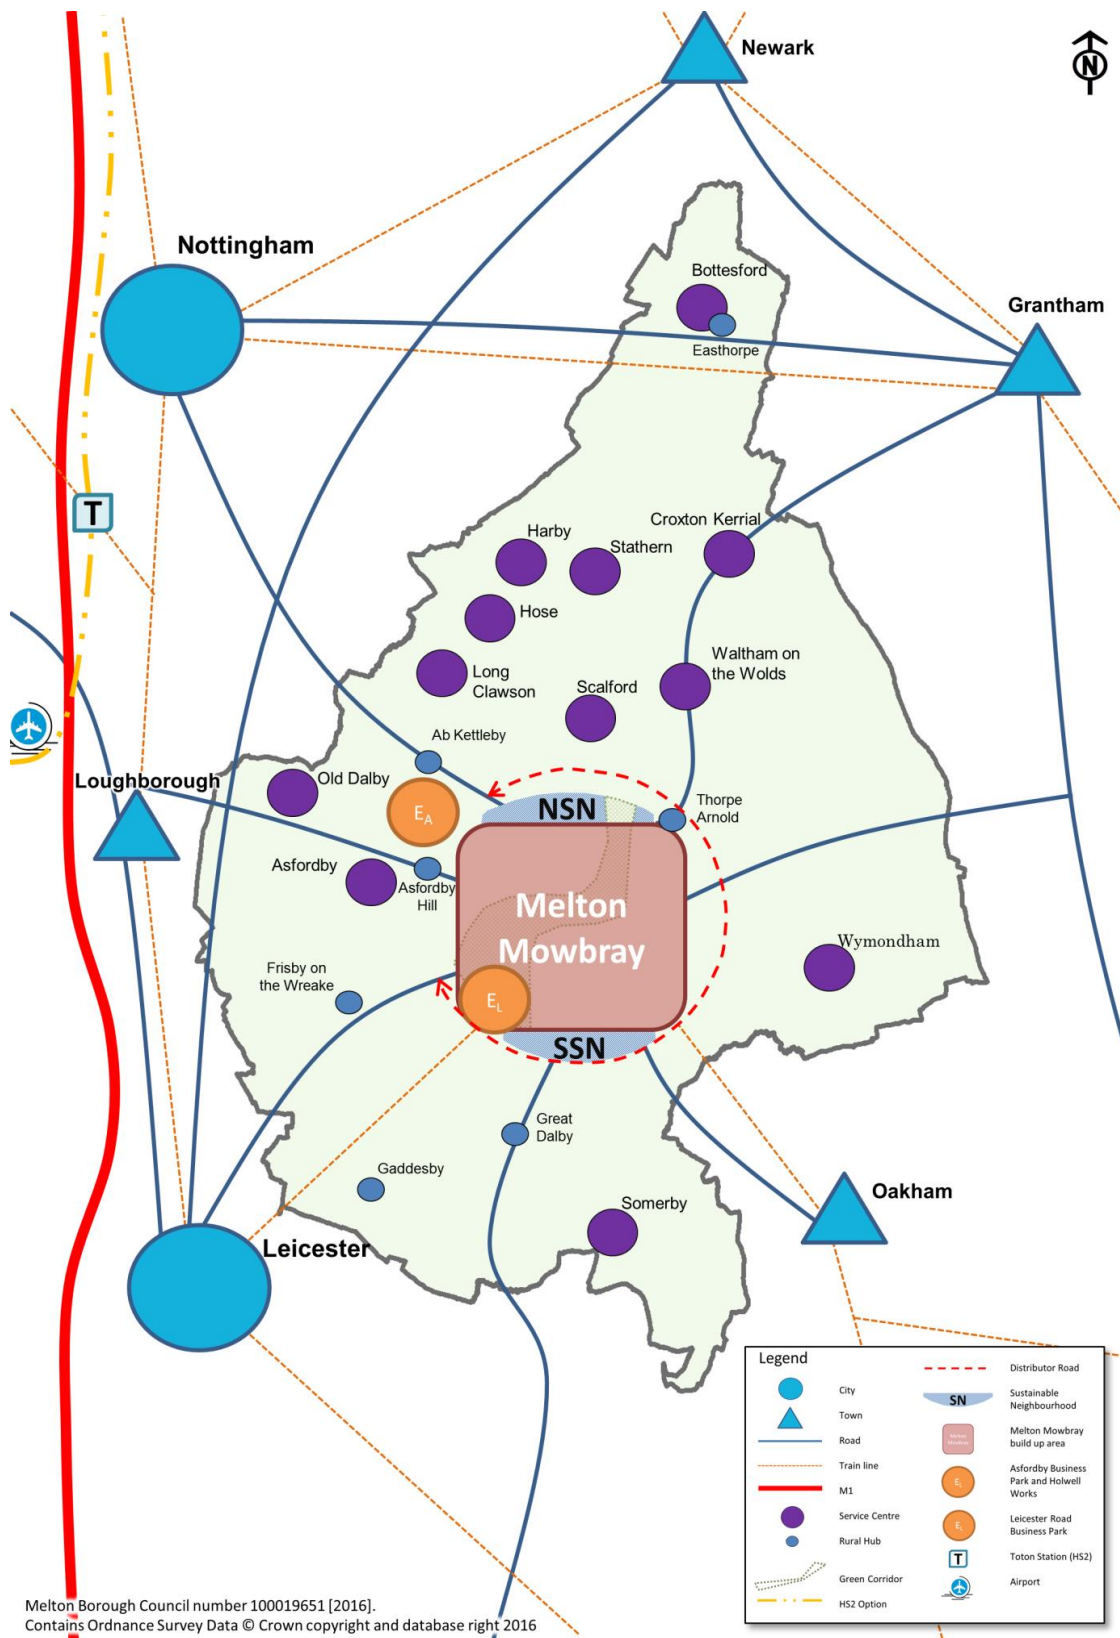 Newark
N
Nottingham
Bottesford
Grantham
Easthorpe
T
Croxton Kerrial
Harby
Stathern
Hose
Waltham on
the Wolds
Long
Clawson
Scalford
Ab Kettleby
Old Dalby
Loughborough
EA
NSN
Thorpe
Arnold
Asfordby
Asfordby
Hill
Melton
Mowbray
Wymondham
Frisby on
the Wreake
EL
SSN
Great
Dalby
Gaddesby
Oakham
Somerby
Leicester
Legend
City
Town
Road
Train line
M1
Service Centre
Rural Hub
Green Corridor
HS2 Option
Distributor Road
SN
Sustainable
Neighbourhood
Melton
Mowbray
Melton Mowbray
build up area
EL
Asfordby Business
Park and Holwell
Works
EL
Leicester Road
Business Park
T
Toton Station (HS2)
Airport
Melton Borough Council number 100019651 [2016].
Contains Ordnance Survey Data © Crown copyright and database right 2016